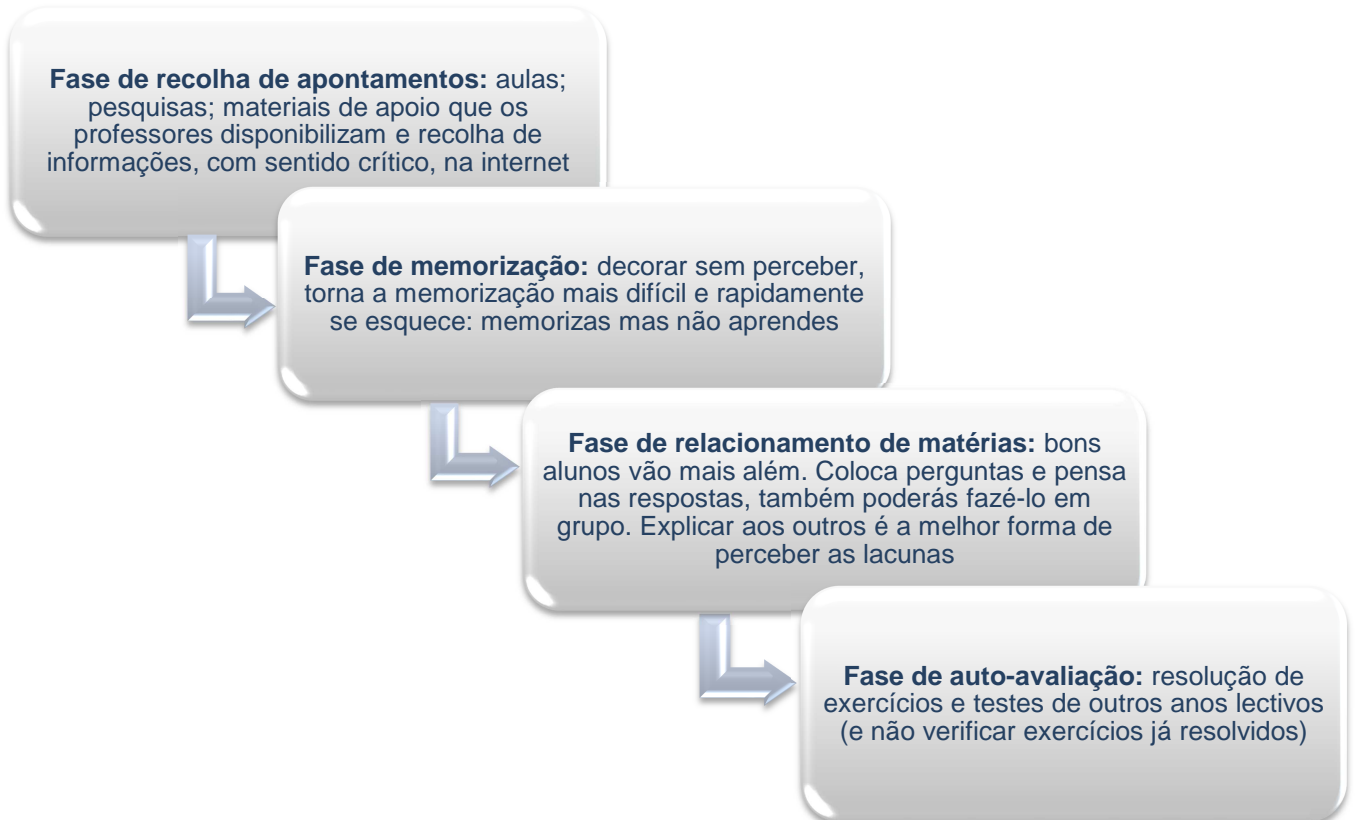 Fase de recolha de apontamentos: aulas;
pesquisas; materiais de apoio que os
professores disponibilizam e recolha de
informações, com sentido crítico, na internet
Fase de memorização: decorar sem perceber,
torna a memorização mais difícil e rapidamente
se esquece: memorizas mas não aprendes
Fase de relacionamento de matérias: bons
alunos vão mais além. Coloca perguntas e pensa
nas respostas, também poderás fazé-lo em
grupo. Explicar aos outros é a melhor forma de
perceber as lacunas
Fase de auto-avaliação: resolução de
exercícios e testes de outros anos lectivos
(e não verificar exercícios já resolvidos)